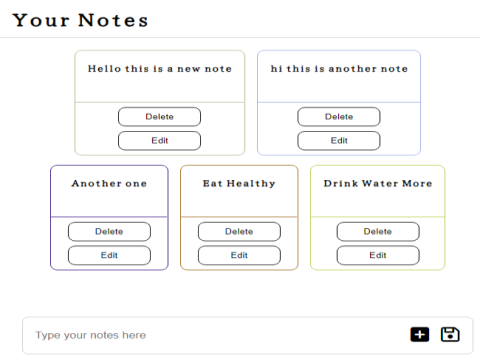 Your Notes
Hello this is a new note
hi this is another note
Delete
Delete
Edit
Edit
Another one
Eat Healthy
Drink Water More
Delete
Delete
Delete
Edit
Edit
Edit
Type your notes here